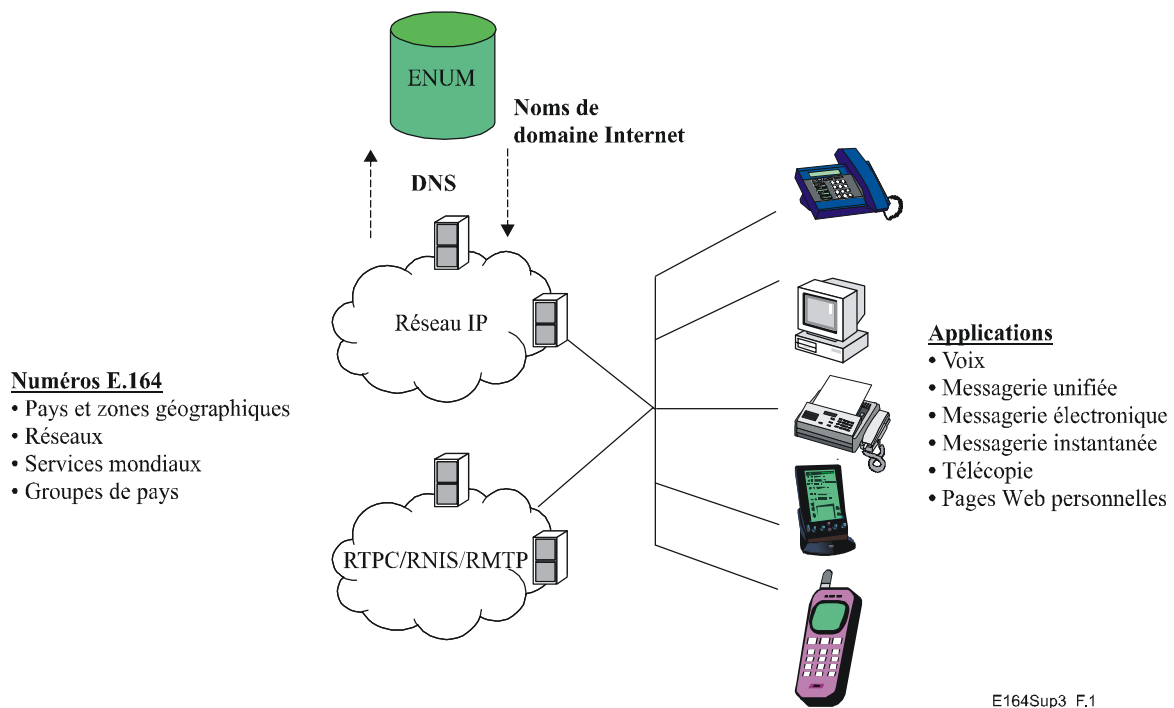 ENUM
Noms de
domaine Internet
DNS
Réseau IP
Numéros E.164
• Pays et zones géographiques
• Réseaux
• Services mondiaux
• Groupes de pays
RTPC/RNIS/RMTP
Applications
• Voix
• Messagerie unifiée
• Messagerie électronique
• Messagerie instantanée
• Télécopie
• Pages Web personnelles
E164Sup3_F.1